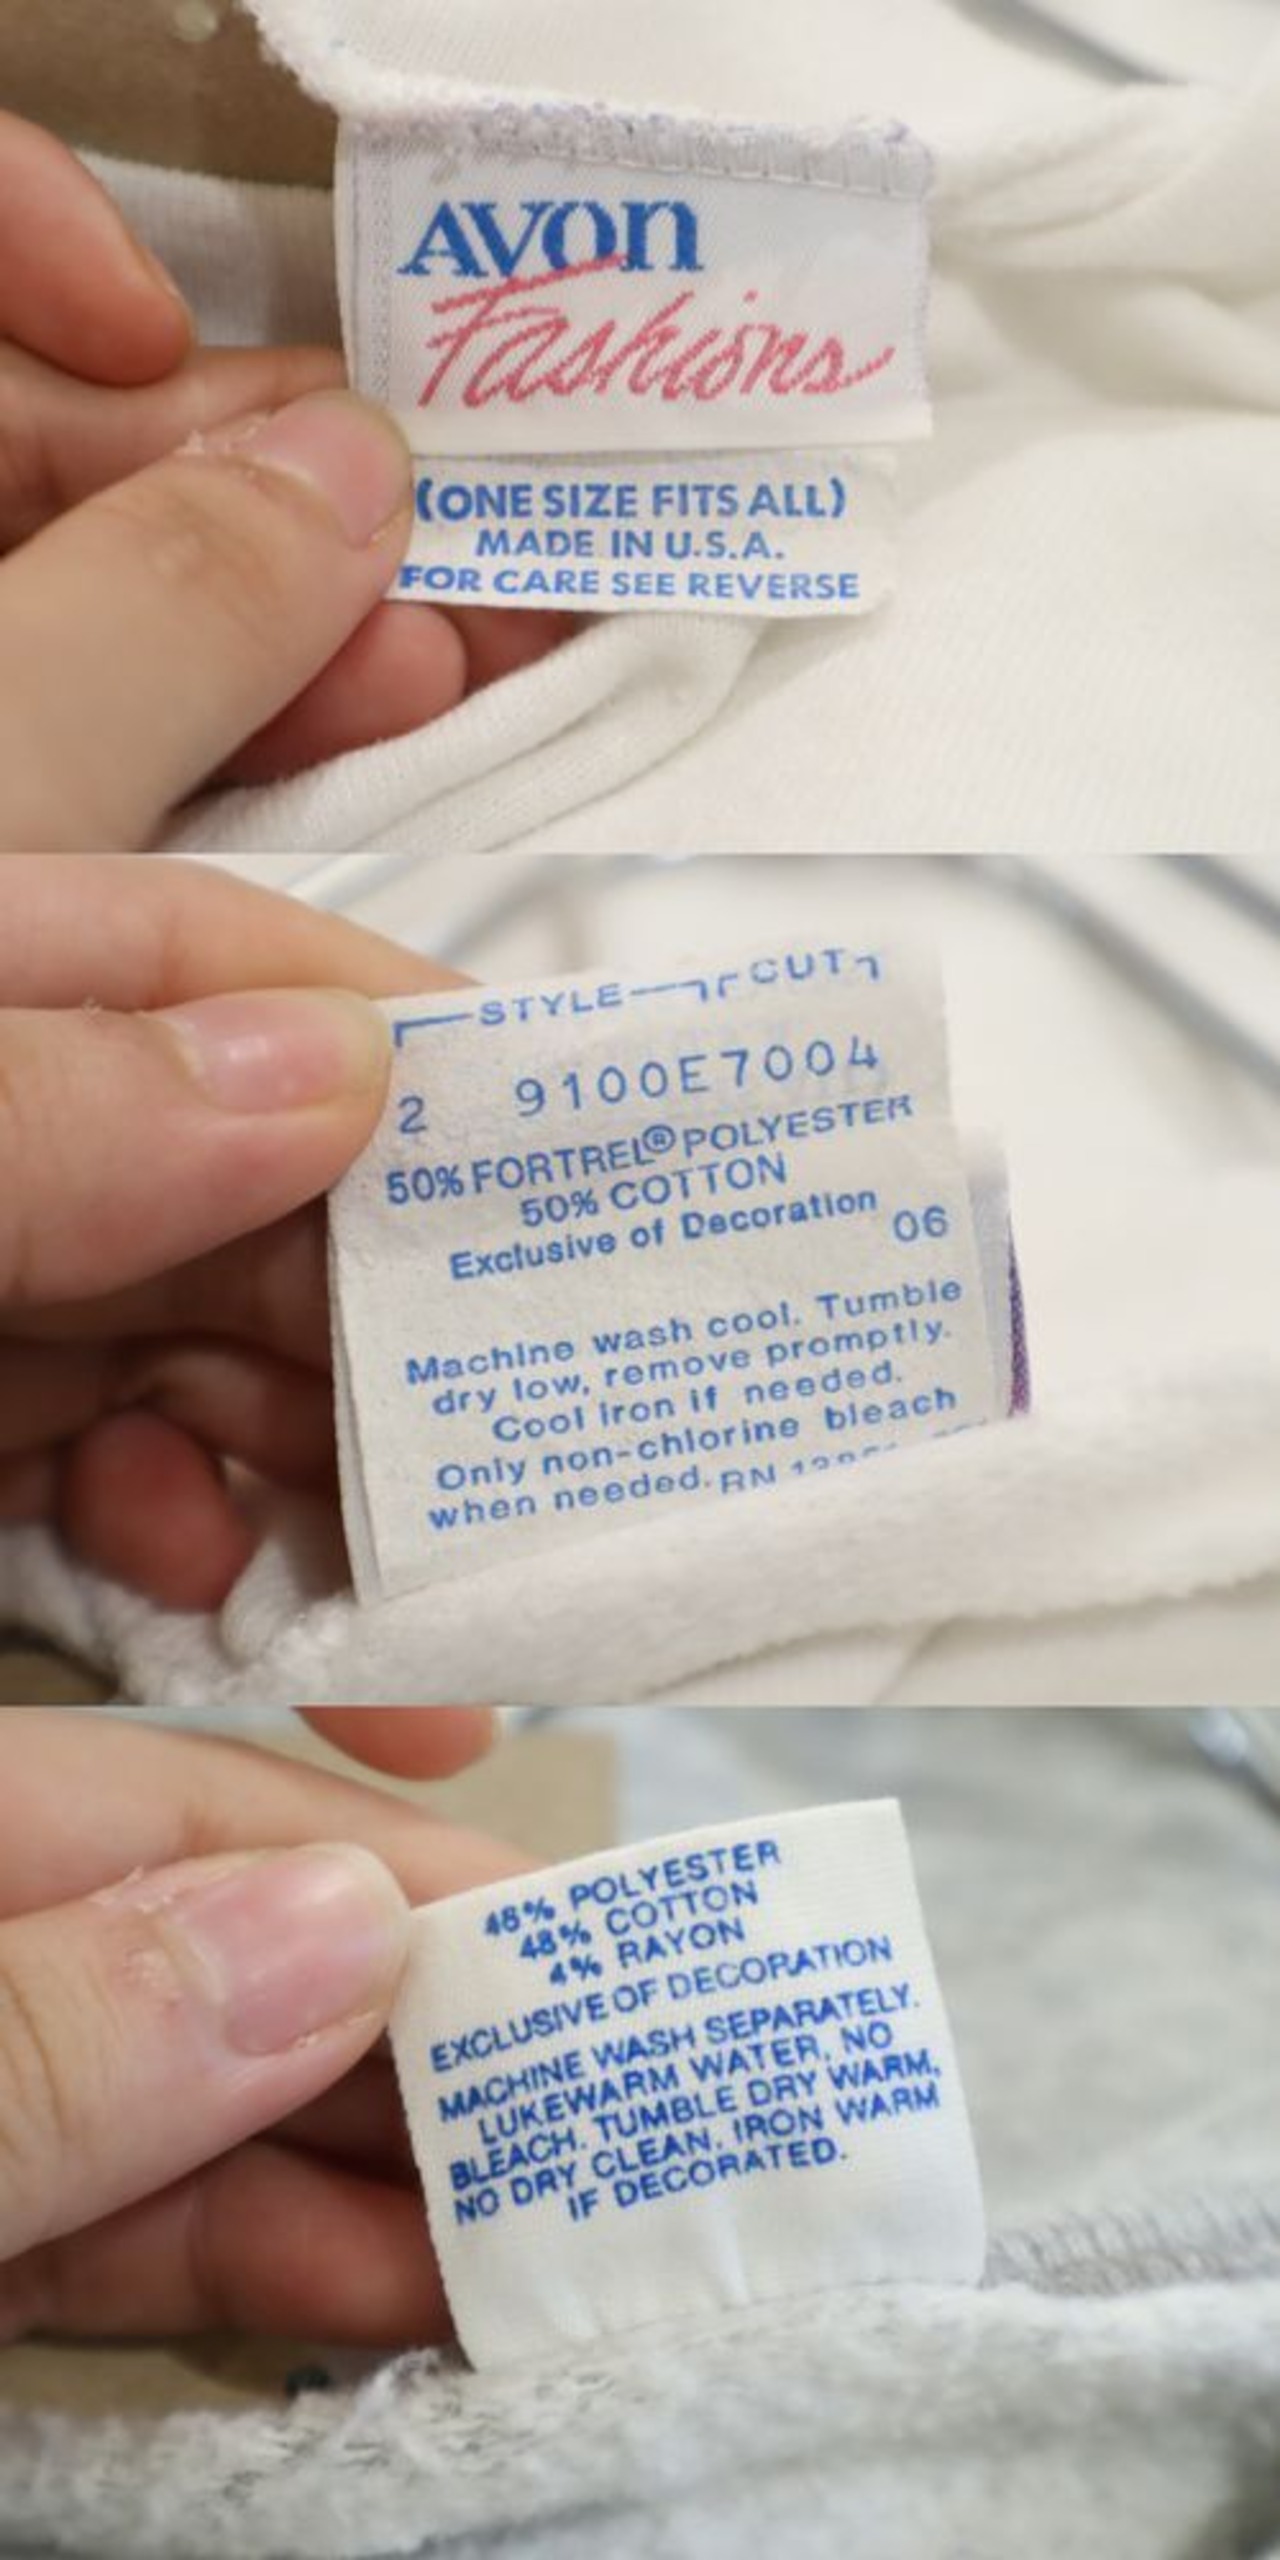 AVON
Fashions
(ONE SIZE FITS ALL)
MADE IN U.S.A.
FOR CARE SEE REVERSE
STYLE CUT
2 9100E7004
50% FORTREL® POLYESTER
50% COTTON
Exclusive of Decoration
06
Machine wash cool. Tumble
dry low, remove promptly.
Cool iron if needed.
Only non-chlorine bleach
when needed. RN
48% POLYESTER
48% COTTON
4% RAYON
EXCLUSIVE OF DECORATION
MACHINE WASH SEPARATELY.
LUKEWARM WATER, NO
BLEACH. TUMBLE DRY WARM.
NO DRY CLEAN. IRON WARM
IF DECORATED.